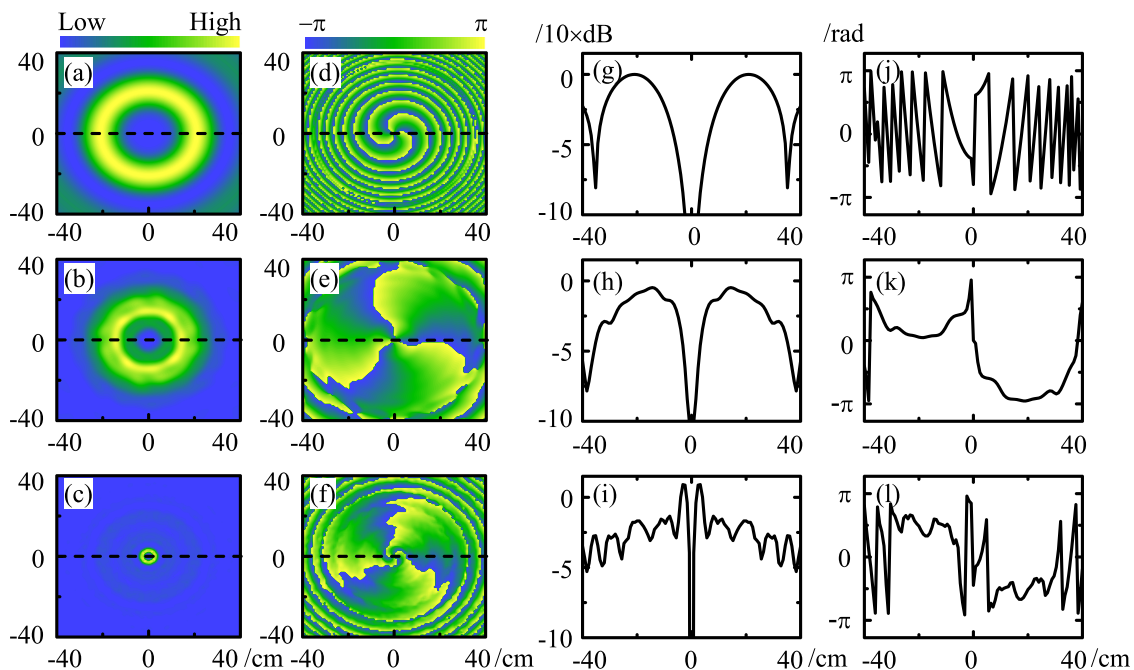 Low High −π π /10×dB /rad
(a) (d) (g) (j)
40 0 -40
0 -5 -10
π 0 -π
-40 0 40 -40 0 40 -40 0 40 -40 0 40
(b) (e) (h) (k)
40 0 -40
0 -5 -10
π 0 -π
-40 0 40 -40 0 40 -40 0 40 -40 0 40
(c) (f) (i) (l)
40 0 -40
0 -5 -10
π 0 -π
-40 0 40 /cm -40 0 40 /cm -40 0 40 /cm -40 0 40 /cm